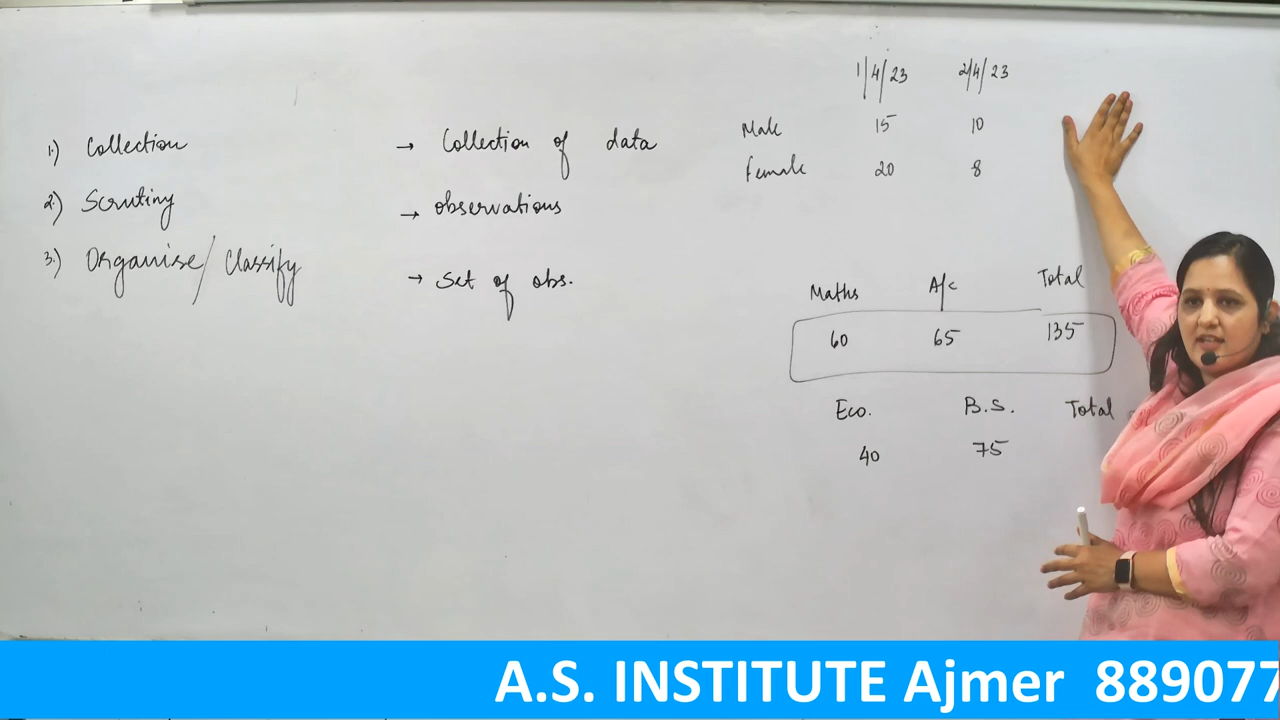 1.) Collection → Collection of data
2.) Scrutiny → observations
3.) Organise/Classify → Set of obs.
1/4/23 2/4/23
Male 15 10
Female 20 8
Maths A/c Total
60 65 135
Eco. B.S. Total
40 75
A.S. INSTITUTE Ajmer 889077